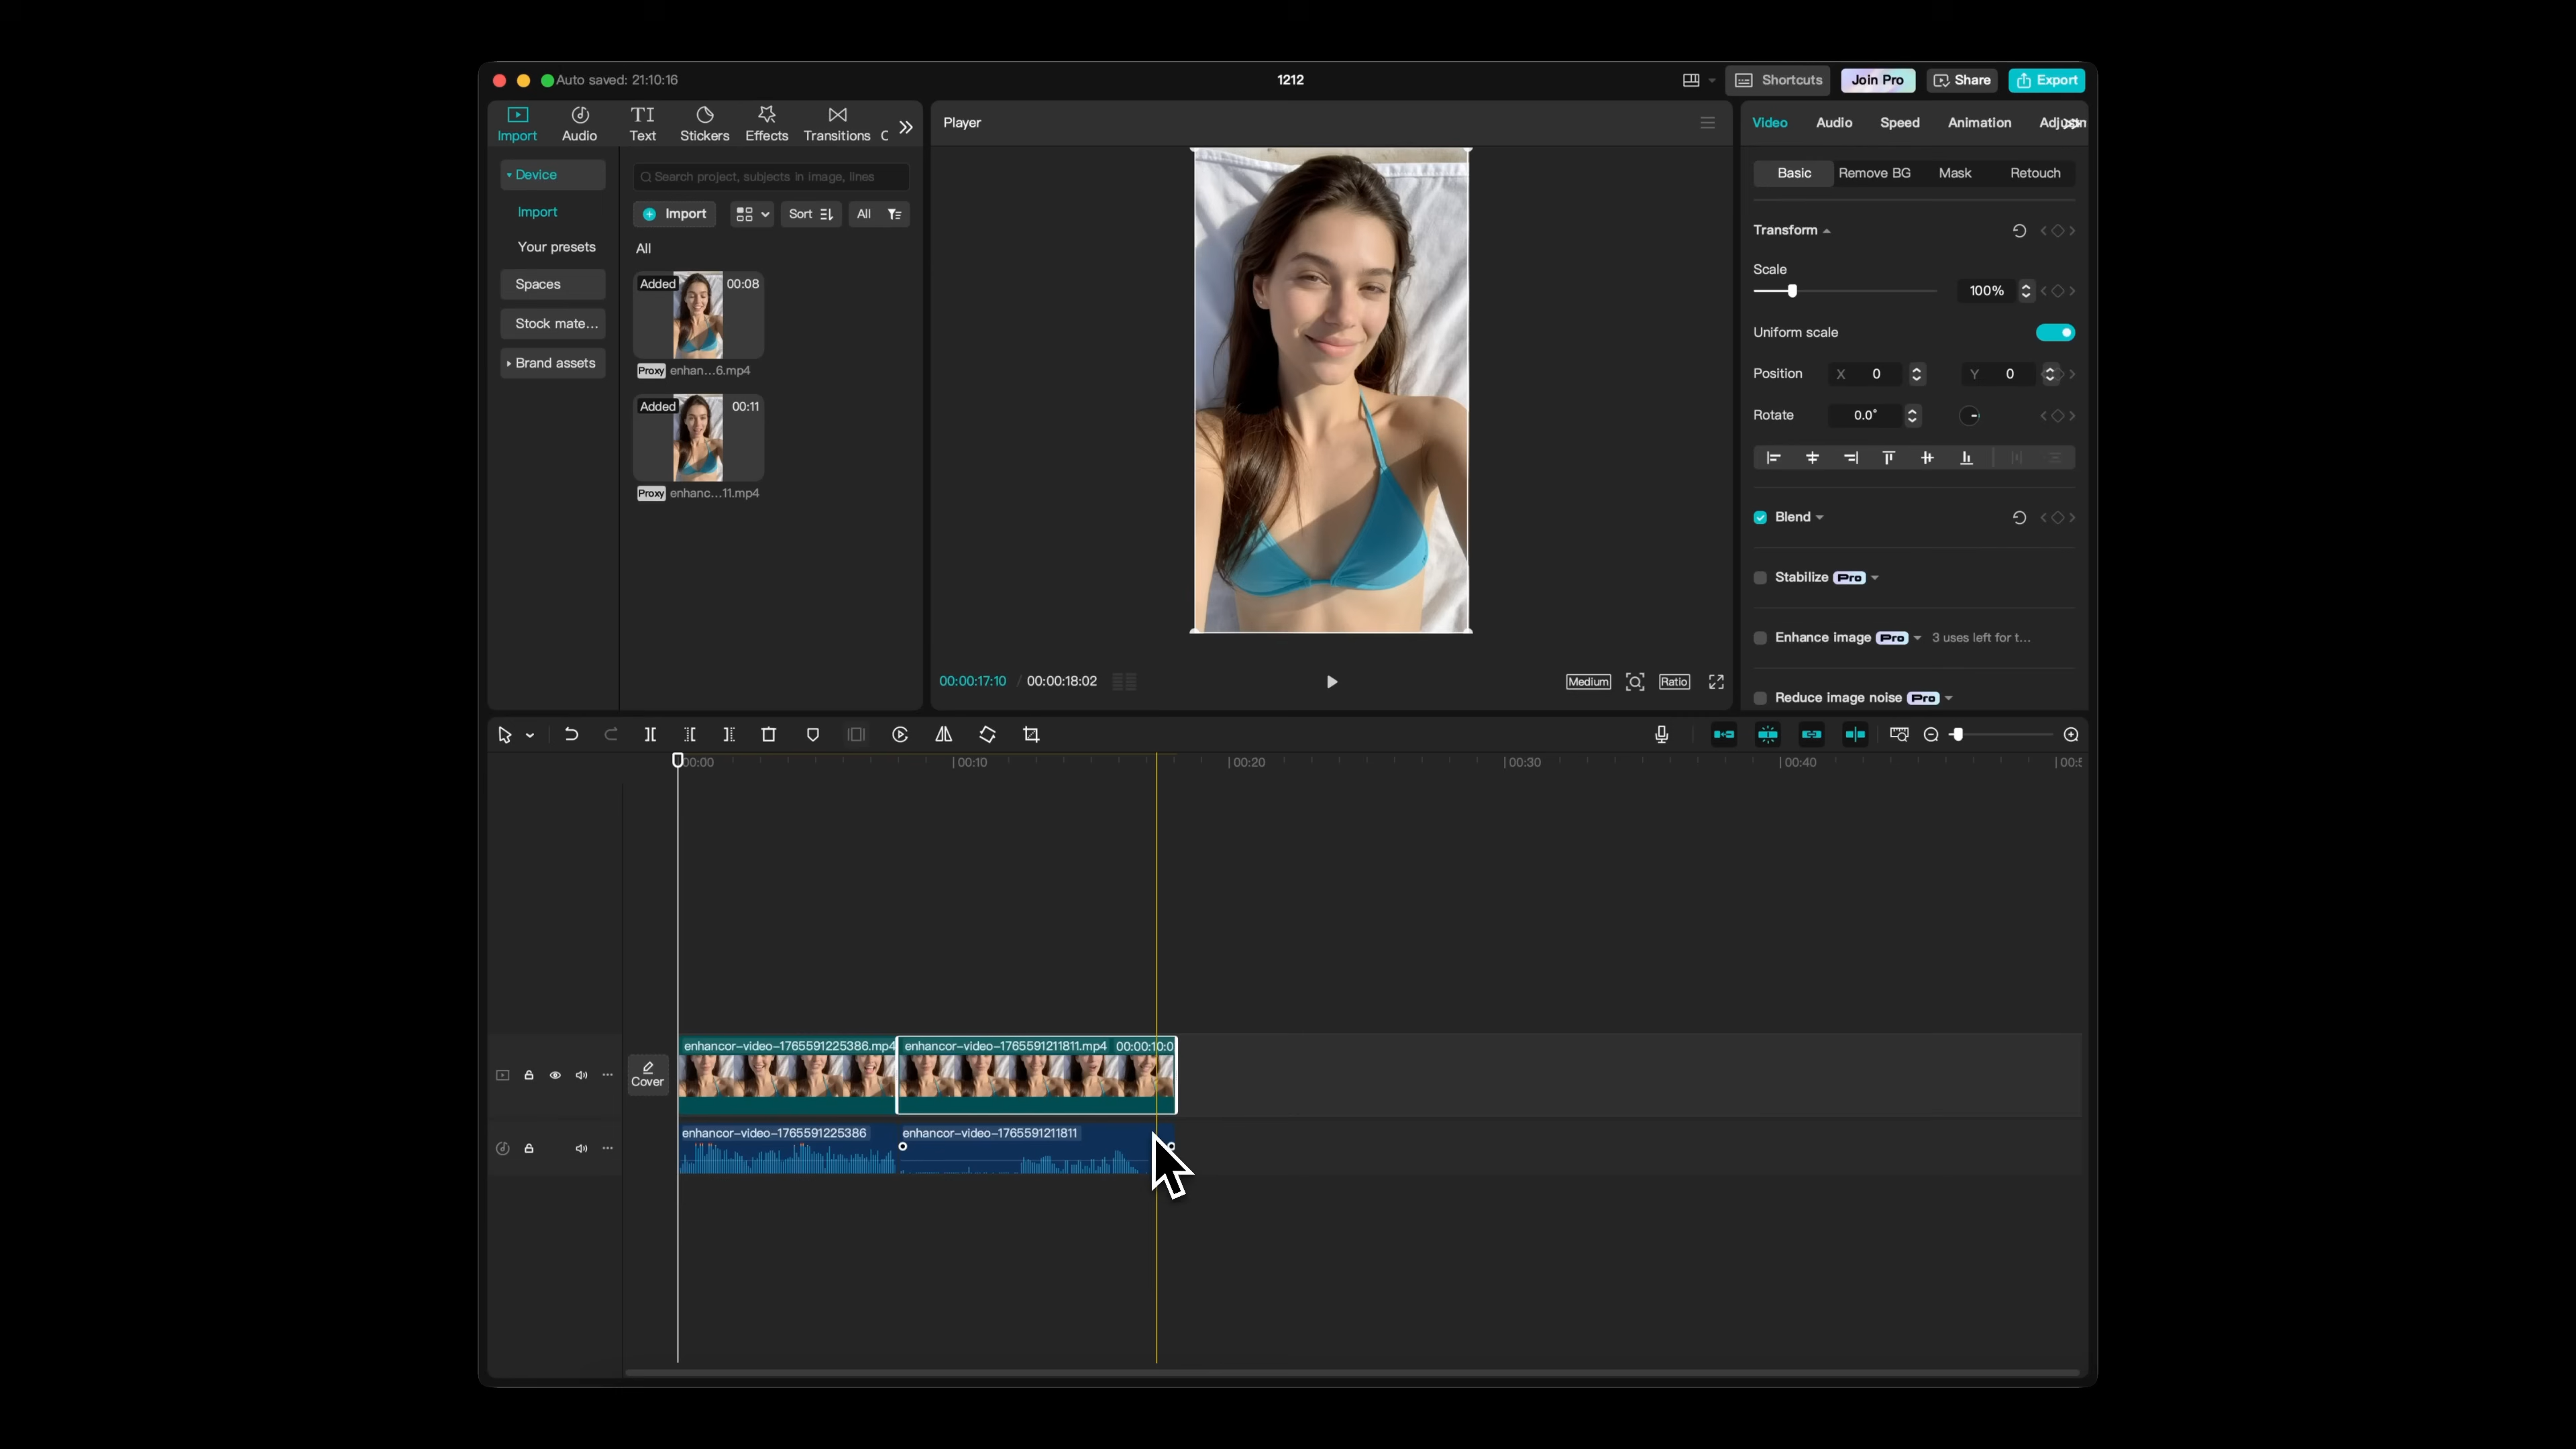 Auto saved: 21:10:16
1212
Shortcuts
Join Pro
Share
Export
Import
Audio
Text
Stickers
Effects
Transitions
Device
Import
Your presets
Spaces
Stock mate...
Brand assets
Search project, subjects in image, lines
Import
Sort
All
All
Added
00:08
Proxy enhan...6.mp4
Added
00:11
Proxy enhanc...11.mp4
Player
00:00:17:10 / 00:00:18:02
Medium
Ratio
Video
Audio
Speed
Animation
Basic
Remove BG
Mask
Retouch
Transform
Scale
100%
Uniform scale
Position X 0 Y 0
Rotate 0.0°
Blend
Stabilize Pro
Enhance image Pro 3 uses left for t...
Reduce image noise Pro
00:00
00:10
00:20
00:30
00:40
Cover
enhancor-video-1765591225386.mp4
enhancor-video-1765591211811.mp4 00:00:10:0
enhancor-video-1765591225386
enhancor-video-1765591211811